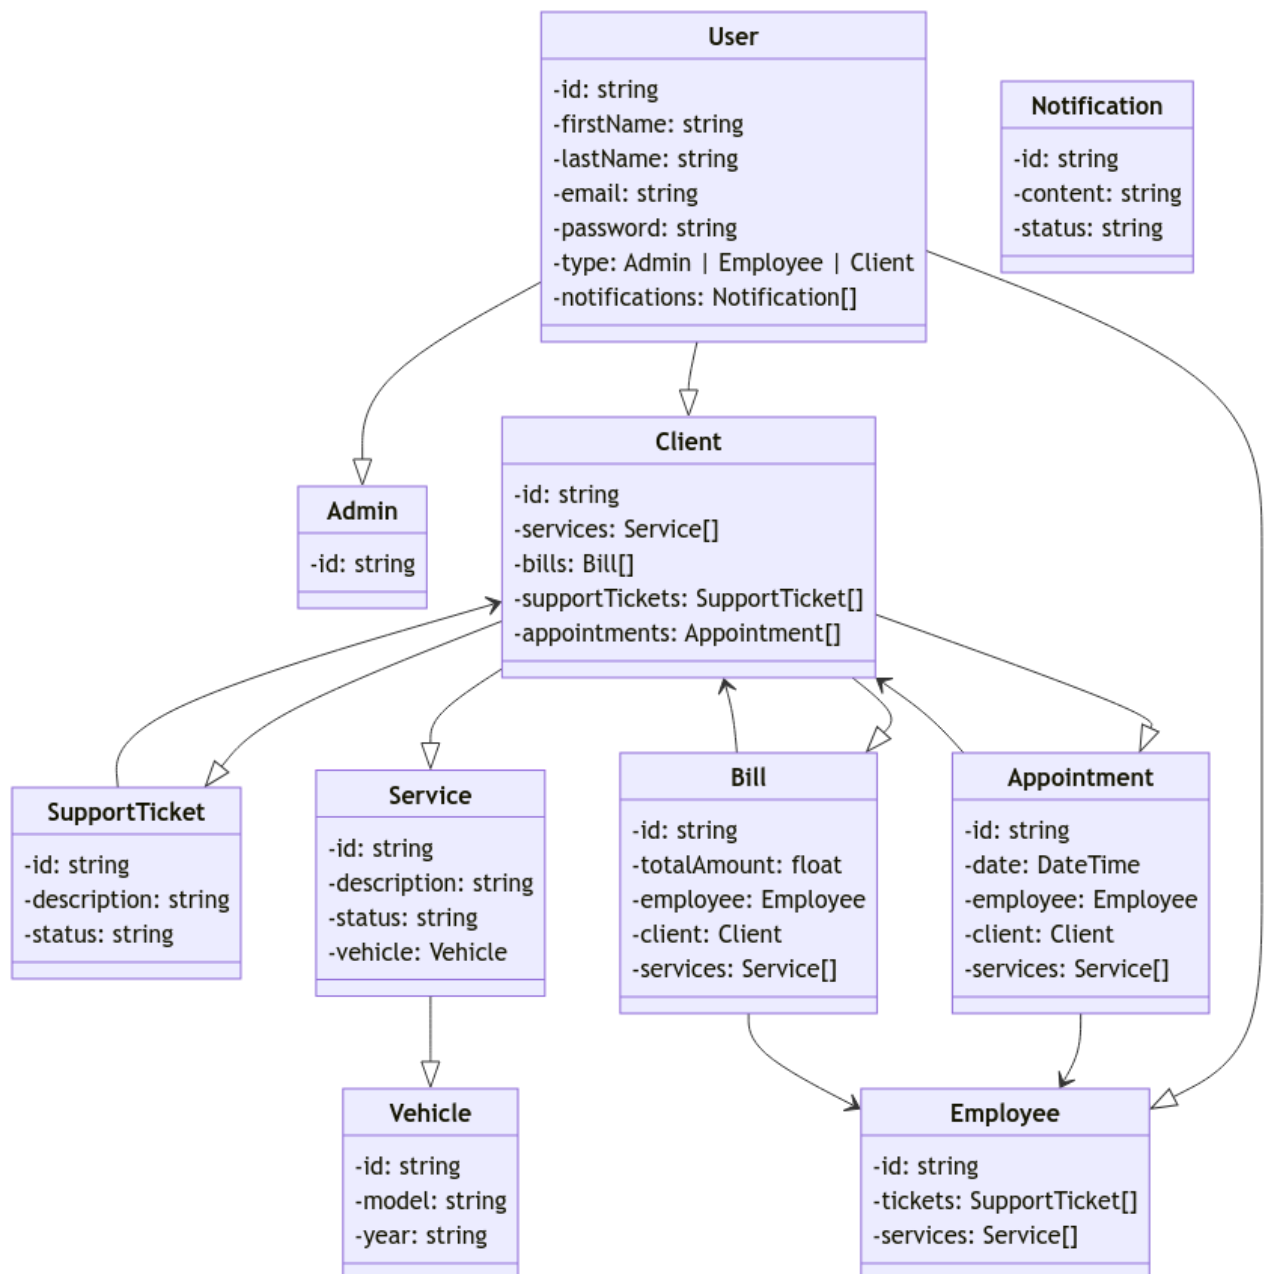 User
-id: string
-firstName: string
-lastName: string
-email: string
-password: string
-type: Admin | Employee | Client
-notifications: Notification[]
Notification
-id: string
-content: string
-status: string
Client
-id: string
-services: Service[]
-bills: Bill[]
-supportTickets: SupportTicket[]
-appointments: Appointment[]
Admin
-id: string
SupportTicket
-id: string
-description: string
-status: string
Service
-id: string
-description: string
-status: string
-vehicle: Vehicle
Bill
-id: string
-totalAmount: float
-employee: Employee
-client: Client
-services: Service[]
Appointment
-id: string
-date: DateTime
-employee: Employee
-client: Client
-services: Service[]
Vehicle
-id: string
-model: string
-year: string
Employee
-id: string
-tickets: SupportTicket[]
-services: Service[]